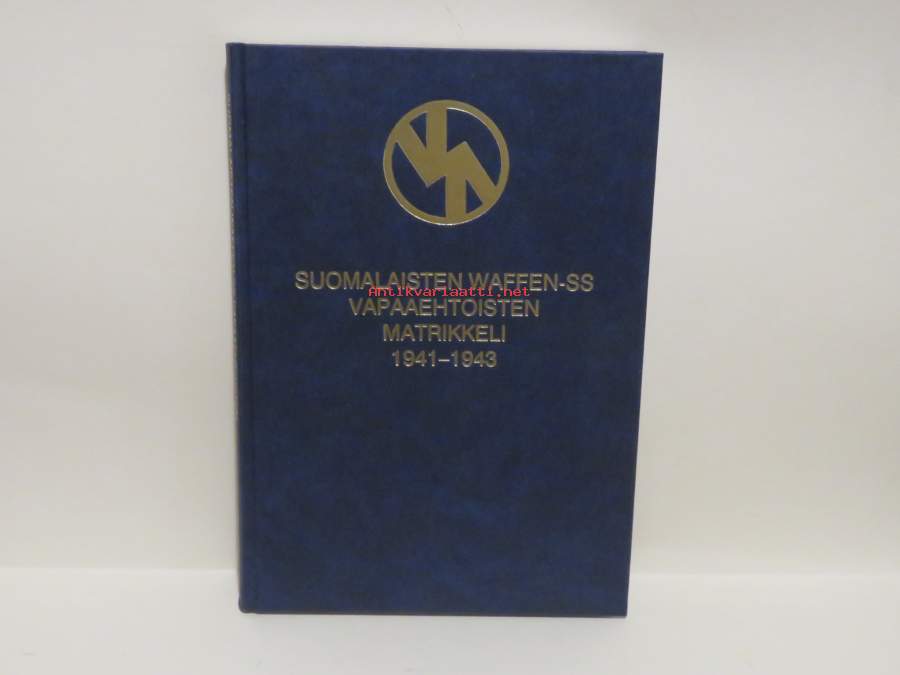 SUOMALAISTEN WAFFEN-SS
Antikvariaatti.net
VAPAAEHTOISTEN
MATRIKKELI
1941–1943